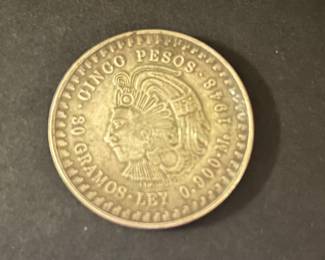 CINCO PESOS · 1948 · M
30 GRAMOS · LEY 0.900